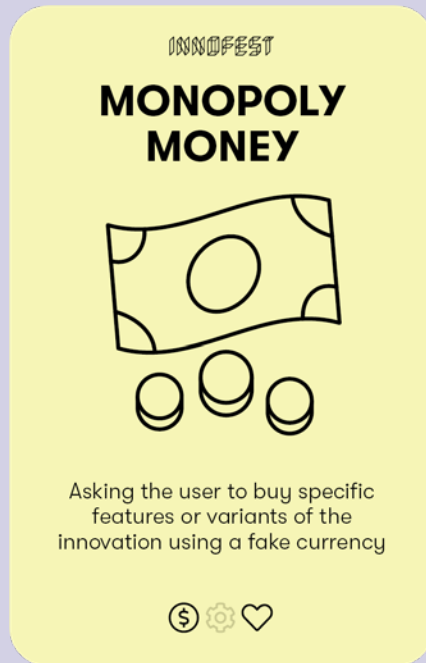 INNOFEST
MONOPOLY
MONEY
Asking the user to buy specific
features or variants of the
innovation using a fake currency
$